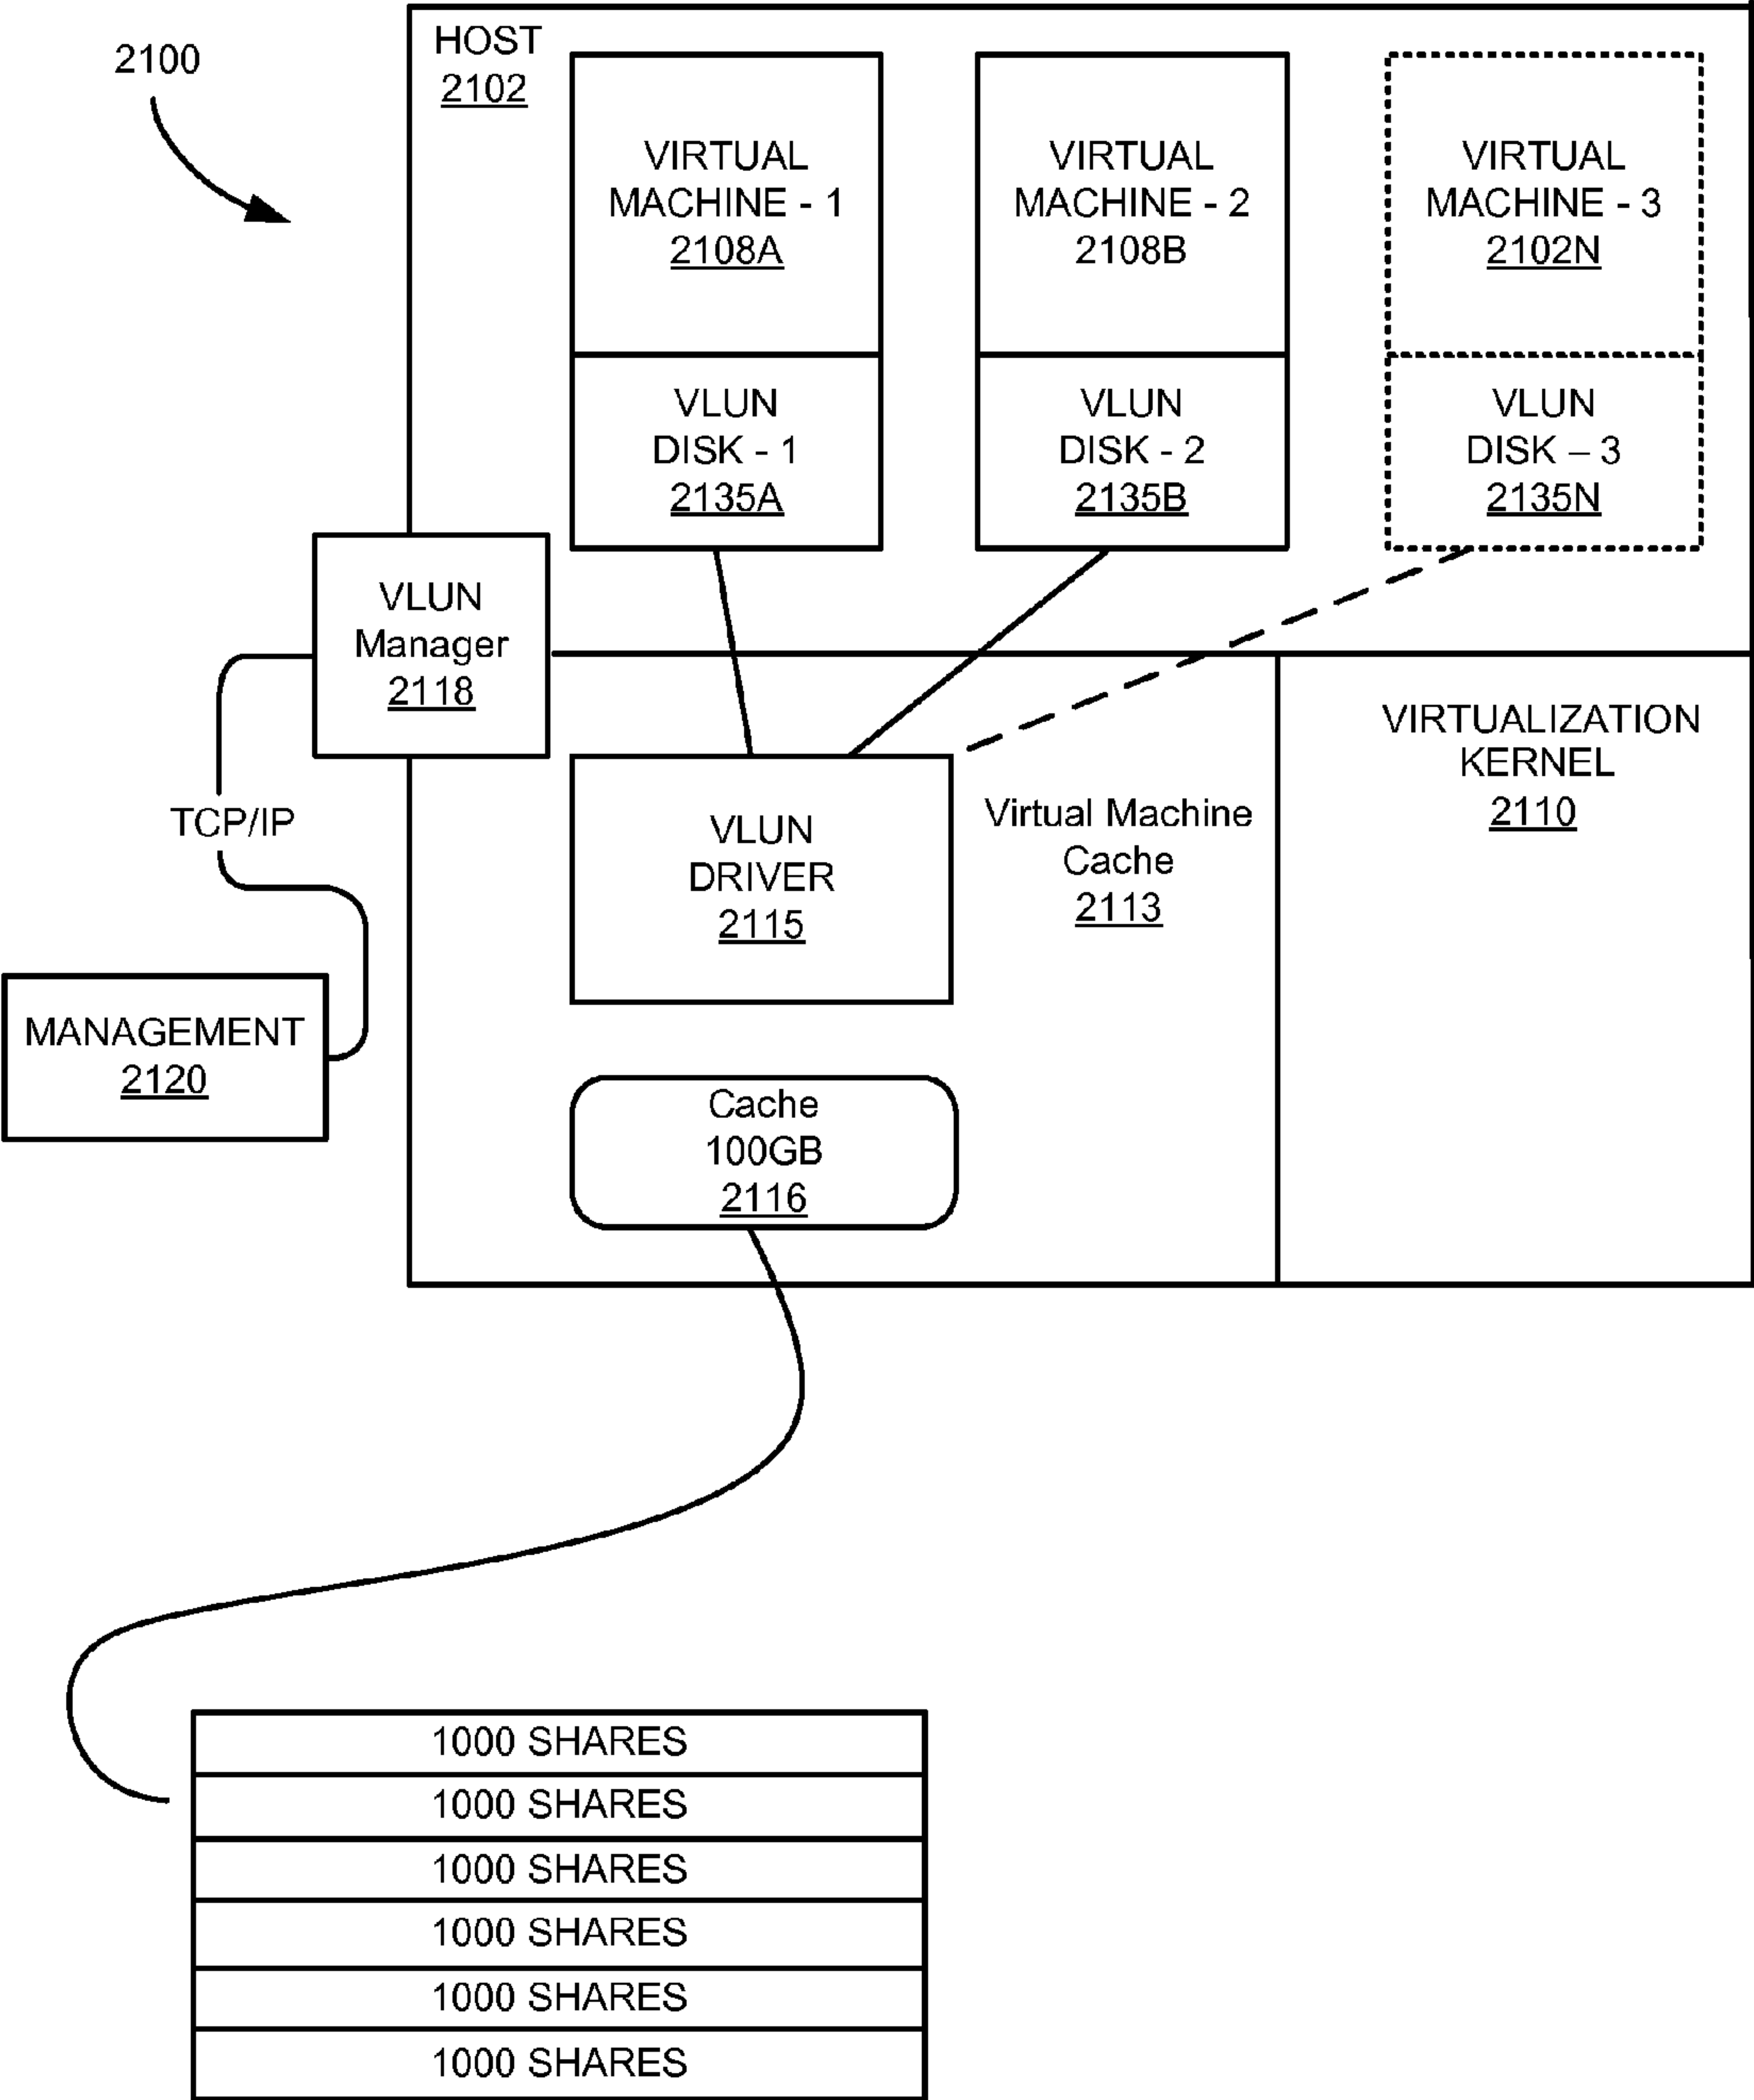 2100
HOST
2102
VIRTUAL
MACHINE - 1
2108A
VLUN
DISK - 1
2135A
VIRTUAL
MACHINE - 2
2108B
VLUN
DISK - 2
2135B
VIRTUAL
MACHINE - 3
2102N
VLUN
DISK – 3
2135N
VLUN
Manager
2118
TCP/IP
MANAGEMENT
2120
VLUN
DRIVER
2115
Virtual Machine
Cache
2113
VIRTUALIZATION
KERNEL
2110
Cache
100GB
2116
1000 SHARES
1000 SHARES
1000 SHARES
1000 SHARES
1000 SHARES
1000 SHARES